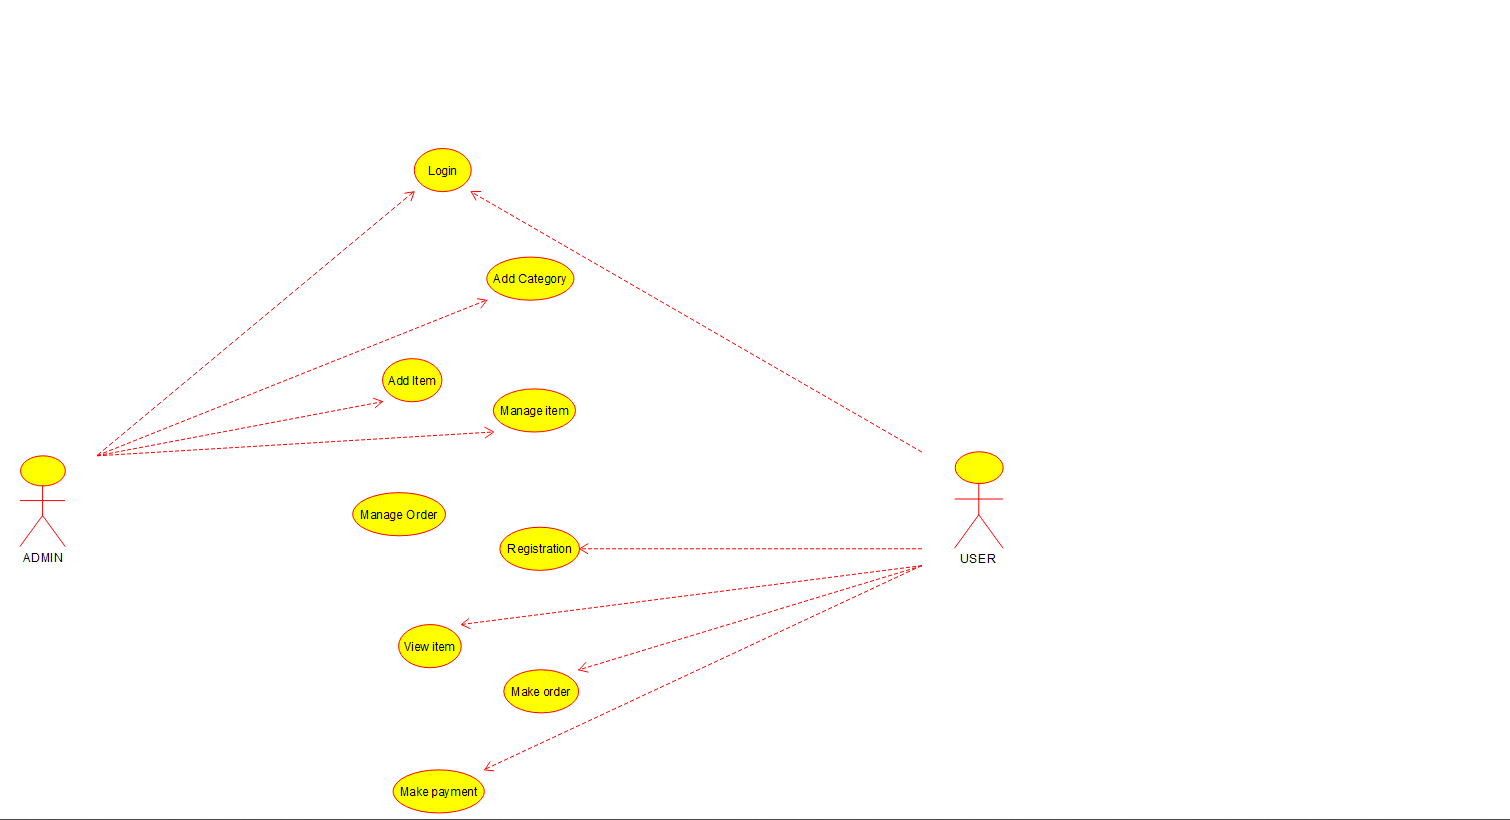 Login
Add Category
Add Item
Manage item
Manage Order
Registration
ADMIN
USER
View item
Make order
Make payment